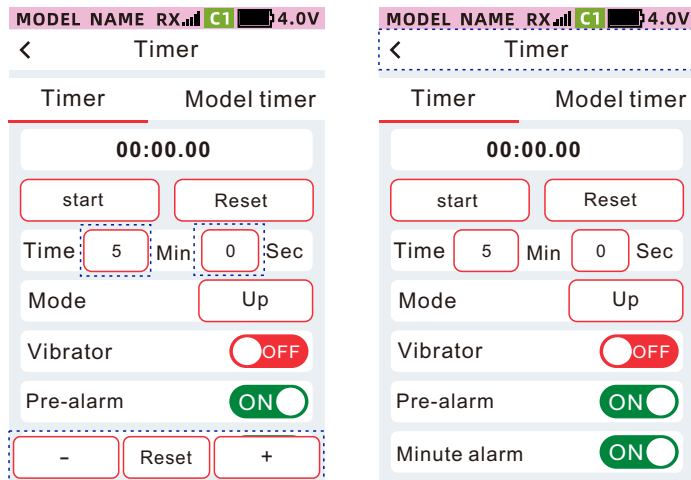 MODEL NAME RX C1 4.0V
< Timer
Timer Model timer
00:00.00
start Reset
Time 5 Min 0 Sec
Mode Up
Vibrator OFF
Pre-alarm ON
- Reset +
MODEL NAME RX C1 4.0V
< Timer
Timer Model timer
00:00.00
start Reset
Time 5 Min 0 Sec
Mode Up
Vibrator OFF
Pre-alarm ON
Minute alarm ON